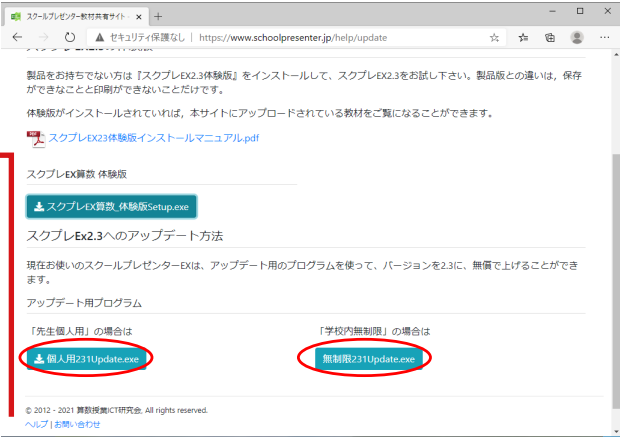 スクールプレゼンター教材共有サイト
セキュリティ保護なし | https://www.schoolpresenter.jp/help/update
製品をお持ちでない方は『スクプレEX2.3体験版』をインストールして、スクプレEX2.3をお試し下さい。製品版との違いは、保存
ができなことと印刷ができないことだけです。
体験版がインストールされていれば，本サイトにアップロードされている教材をご覧になることができます。
スクプレEX23体験版インストールマニュアル.pdf
スクプレEX算数 体験版
スクプレEX算数_体験版Setup.exe
スクプレEx2.3へのアップデート方法
現在お使いのスクールプレゼンターEXは、アップデート用のプログラムを使って、バージョンを2.3に、無償で上げることができ
ます。
アップデート用プログラム
「先生個人用」の場合は 「学校内無制限」の場合は
個人用231Update.exe 無制限231Update.exe
© 2012 - 2021 算数授業ICT研究会, All rights reserved.
ヘルプ | お問い合わせ